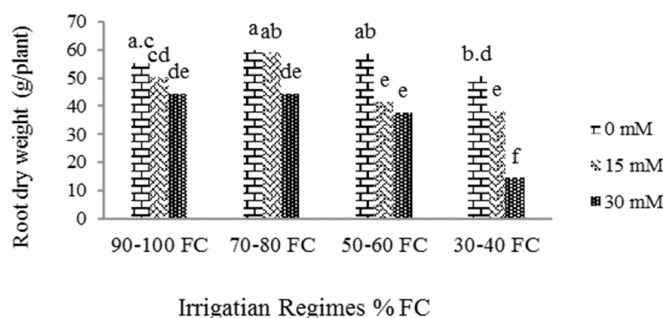 Root dry weight (g/plant)
70
60
50
40
30
20
10
0
a.c
cd
de
a
ab
de
ab
e
e
b.d
e
f
90-100 FC
70-80 FC
50-60 FC
30-40 FC
0 mM
15 mM
30 mM
Irrigatian Regimes % FC